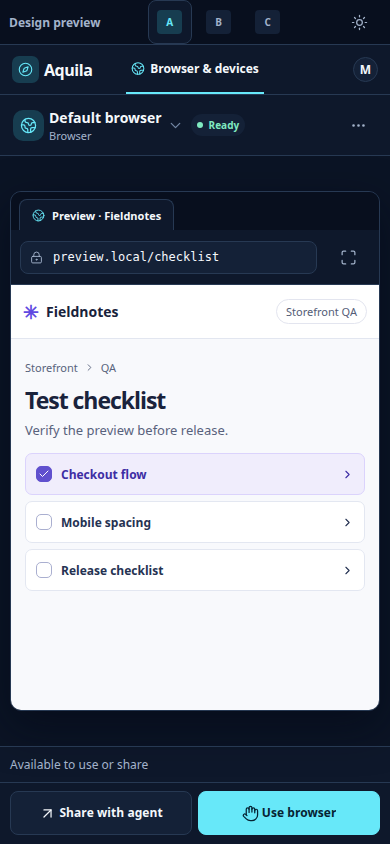 Design preview
A
B
C
Aquila
Browser & devices
M
Default browser
Browser
Ready
Preview · Fieldnotes
preview.local/checklist
Fieldnotes
Storefront QA
Storefront
QA
Test checklist
Verify the preview before release.
Checkout flow
Mobile spacing
Release checklist
Available to use or share
Share with agent
Use browser